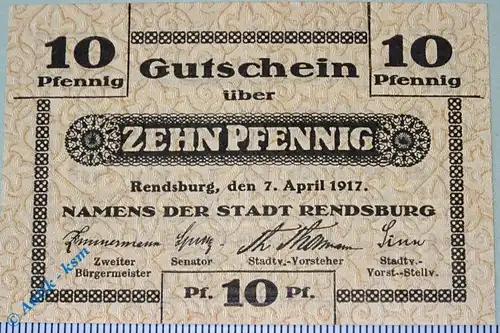 10 10
Pfennig Pfennig
Gutschein
über
ZEHN PFENNIG
Rendsburg, den 7. April 1917.
NAMENS DER STADT RENDSBURG
Zimmermann
Zweiter Senator Stadtv.-Vorsteher Stadtv.-
Bürgermeister Vorst.-Stellv.
Pf. 10 Pf.